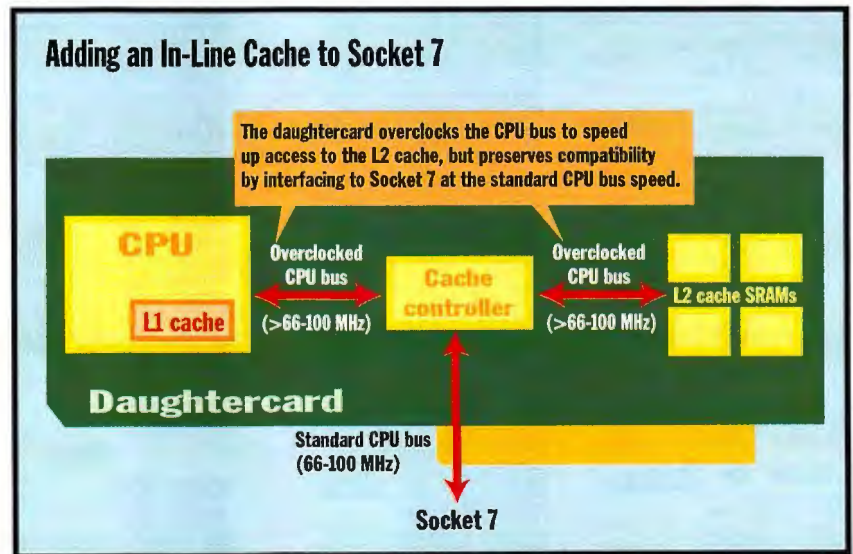 Adding an In-Line Cache to Socket 7
The daughtercard overclocks the CPU bus to speed
up access to the L2 cache, but preserves compatibility
by interfacing to Socket 7 at the standard CPU bus speed.
CPU
L1 cache
Overclocked
CPU bus
(>66-100 MHz)
Cache
controller
Overclocked
CPU bus
(>66-100 MHz)
L2 cache SRAMs
Daughtercard
Standard CPU bus
(66-100 MHz)
Socket 7